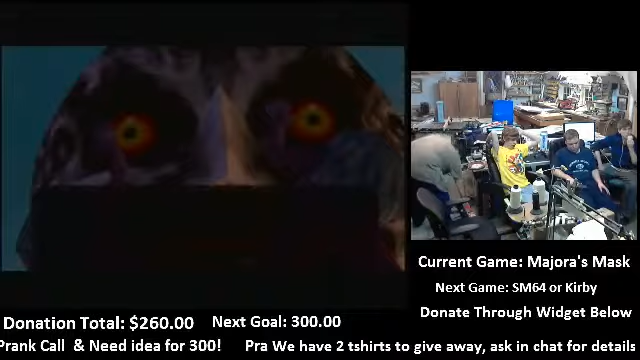 Current Game: Majora's Mask
Next Game: SM64 or Kirby
Donate Through Widget Below
Donation Total: $260.00 Next Goal: 300.00
Prank Call & Need idea for 300! Pra We have 2 tshirts to give away, ask in chat for details